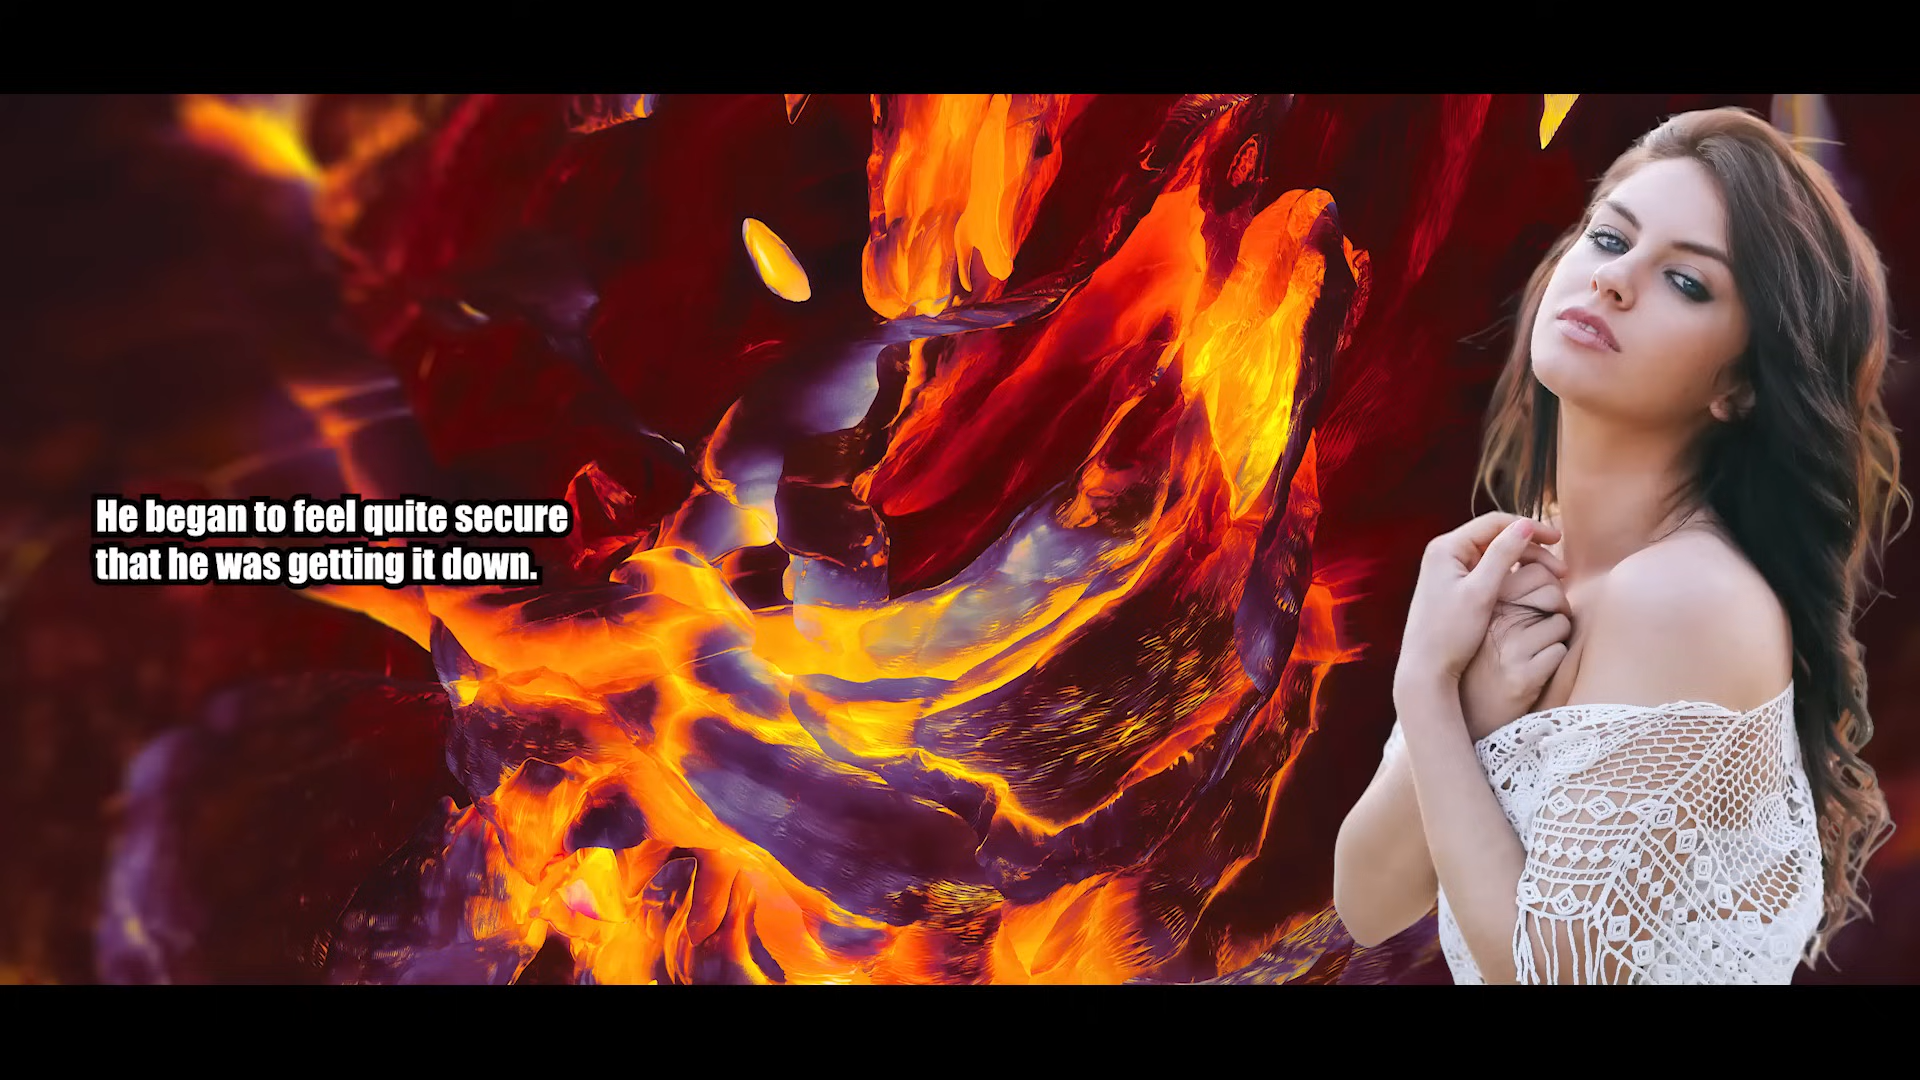 He began to feel quite secure
that he was getting it down.